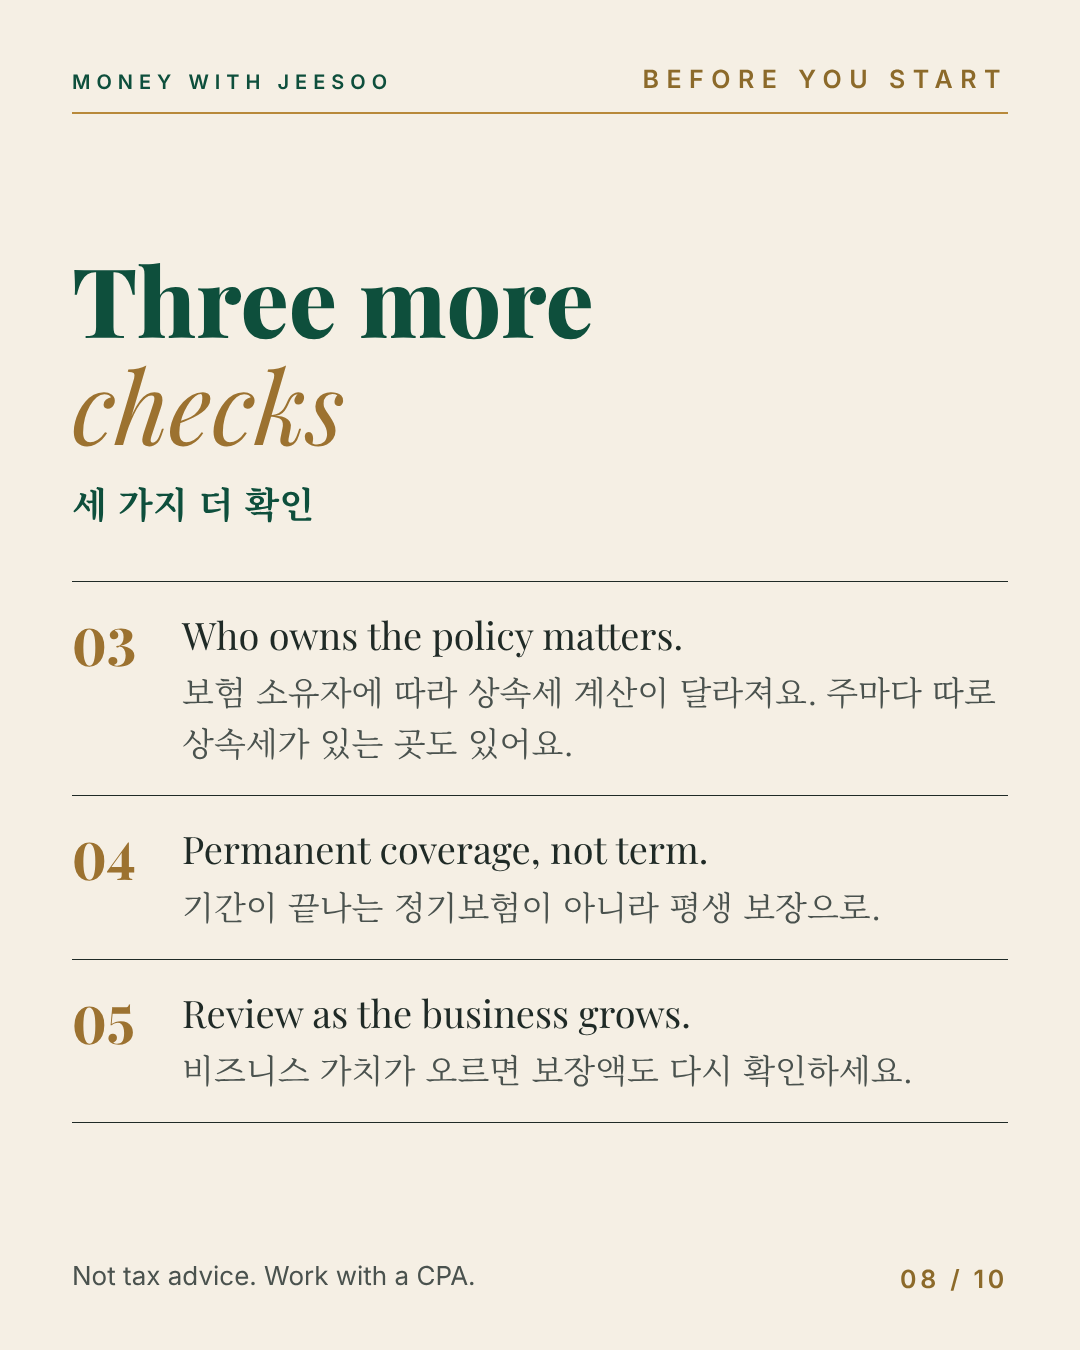 MONEY WITH JEESOO
BEFORE YOU START
Three more
checks
세 가지 더 확인
03
Who owns the policy matters.
보험 소유자에 따라 상속세 계산이 달라져요. 주마다 따로
상속세가 있는 곳도 있어요.
04
Permanent coverage, not term.
기간이 끝나는 정기보험이 아니라 평생 보장으로.
05
Review as the business grows.
비즈니스 가치가 오르면 보장액도 다시 확인하세요.
Not tax advice. Work with a CPA.
08 / 10